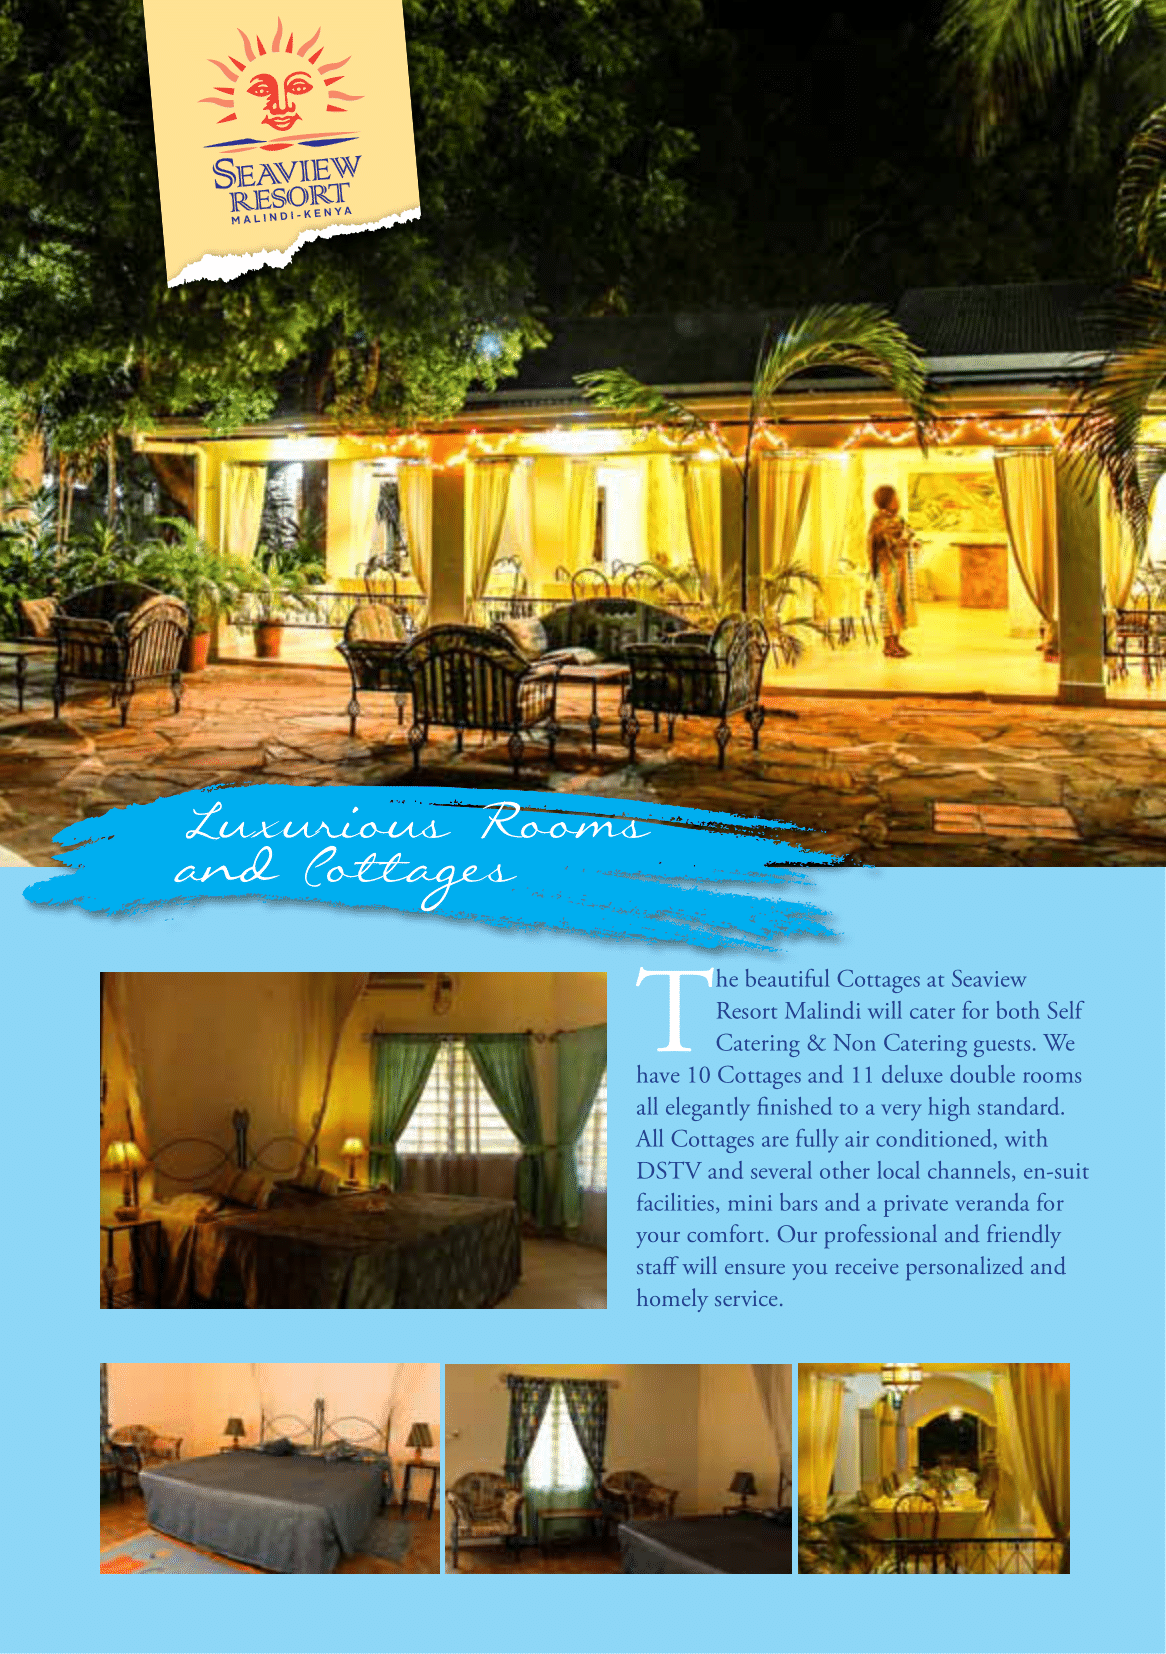 SEAVIEW
RESORT
MALINDI-KENYA
Luxurious Rooms
and Cottages
The beautiful Cottages at Seaview
Resort Malindi will cater for both Self
Catering & Non Catering guests. We
have 10 Cottages and 11 deluxe double rooms
all elegantly finished to a very high standard.
All Cottages are fully air conditioned, with
DSTV and several other local channels, en-suit
facilities, mini bars and a private veranda for
your comfort. Our professional and friendly
staff will ensure you receive personalized and
homely service.